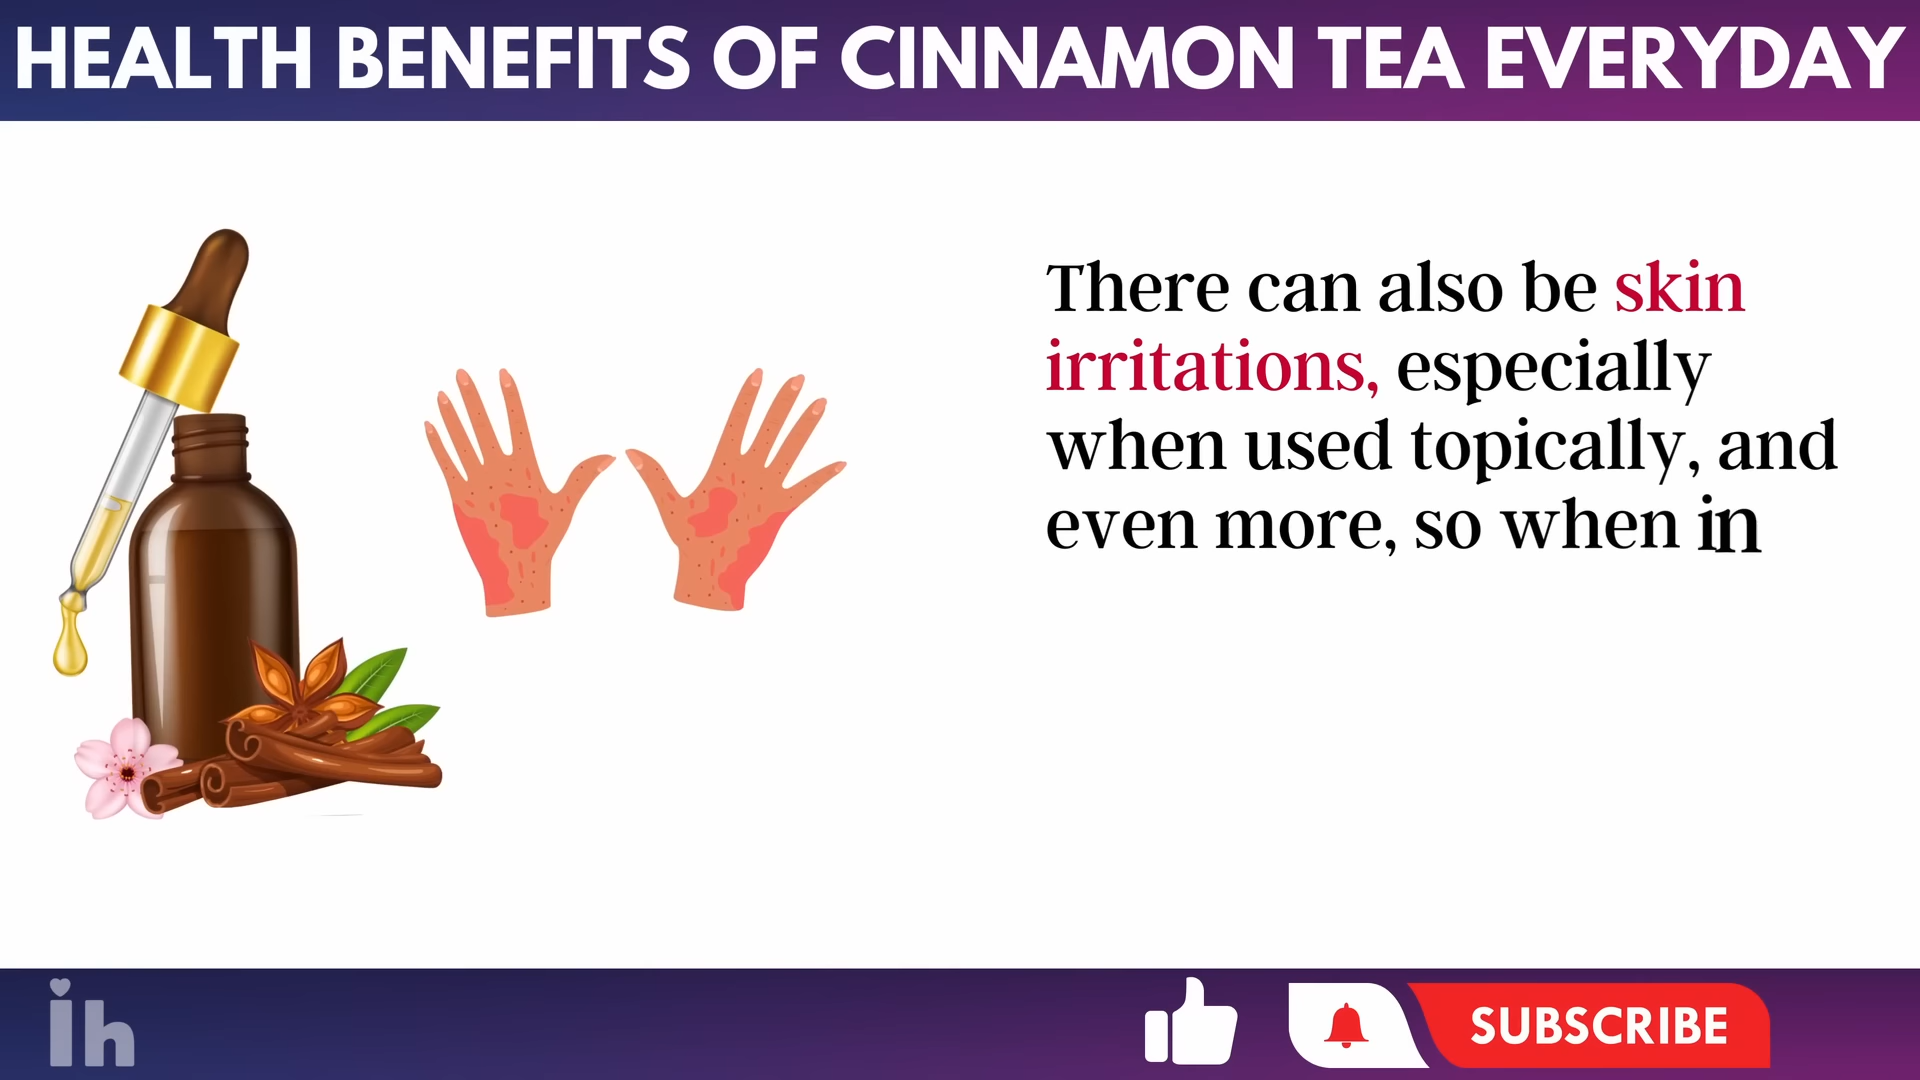 HEALTH BENEFITS OF CINNAMON TEA EVERYDAY
There can also be skin
irritations, especially
when used topically, and
even more, so when in
ih
SUBSCRIBE